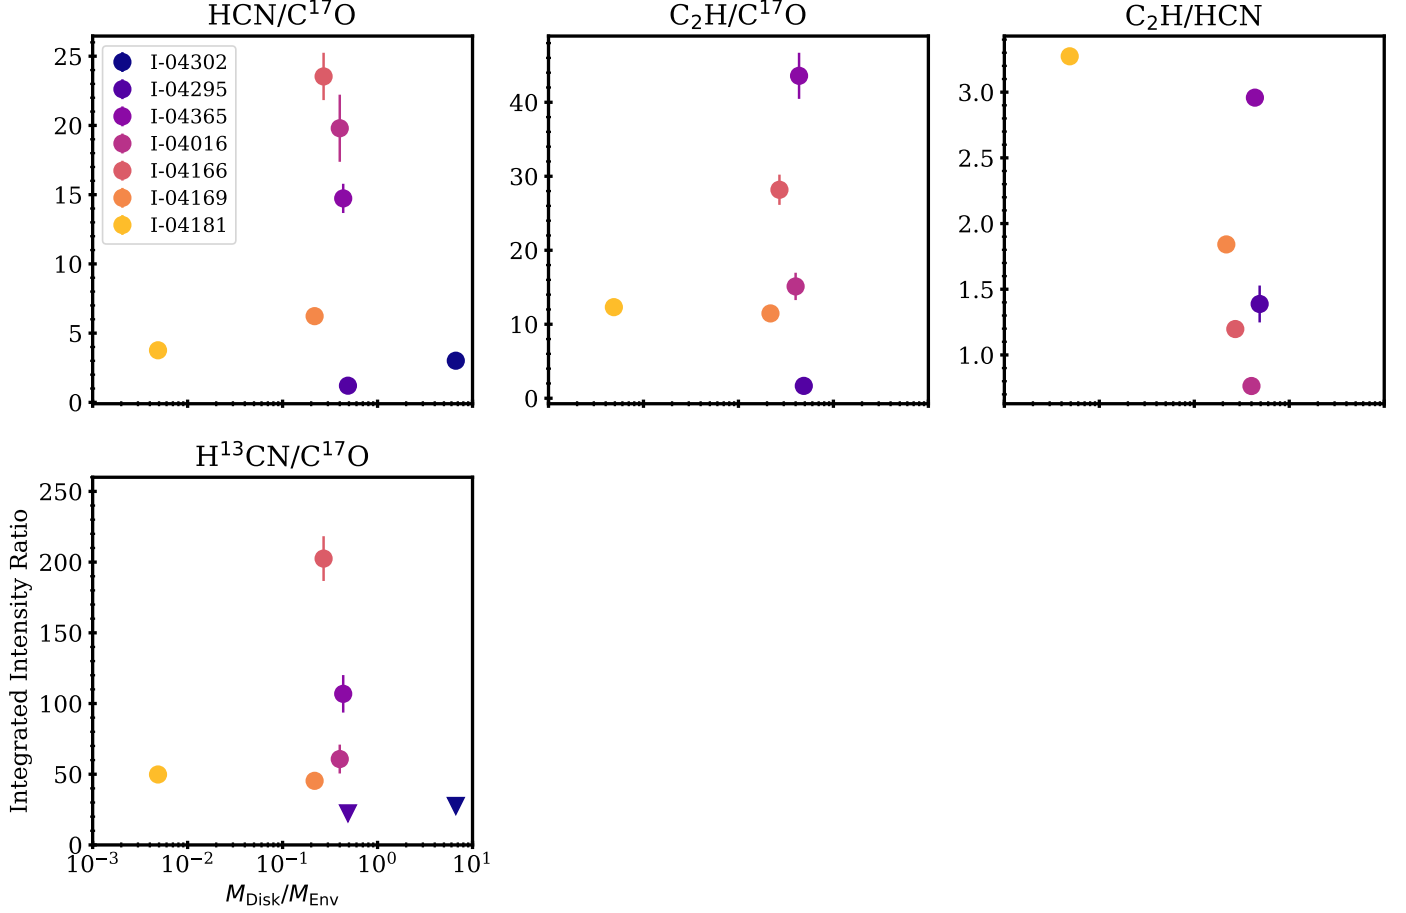 HCN/C¹⁷O
C₂H/C¹⁷O
C₂H/HCN
25
20
15
10
5
0
I-04302
I-04295
I-04365
I-04016
I-04166
I-04169
I-04181
40
30
20
10
0
3.0
2.5
2.0
1.5
1.0
H¹³CN/C¹⁷O
Integrated Intensity Ratio
250
200
150
100
50
0
10⁻³ 10⁻² 10⁻¹ 10⁰ 10¹
M_Disk/M_Env